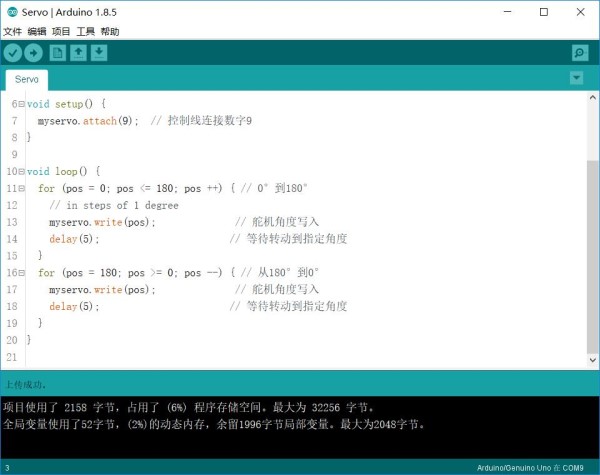 Servo | Arduino 1.8.5
文件 编辑 项目 工具 帮助
Servo
6 void setup() {
7 myservo.attach(9); // 控制线连接数字9
8 }
9
10 void loop() {
11 for (pos = 0; pos <= 180; pos ++) { // 0° 到180°
12 // in steps of 1 degree
13 myservo.write(pos); // 舵机角度写入
14 delay(5); // 等待转动到指定角度
15 }
16 for (pos = 180; pos >= 0; pos --) { // 从180° 到0°
17 myservo.write(pos); // 舵机角度写入
18 delay(5); // 等待转动到指定角度
19 }
20 }
21
上传成功。
项目使用了 2158 字节，占用了 (6%) 程序存储空间。最大为 32256 字节。
全局变量使用了52字节，(2%)的动态内存，余留1996字节局部变量。最大为2048字节。
3 Arduino/Genuino Uno 在 COM9